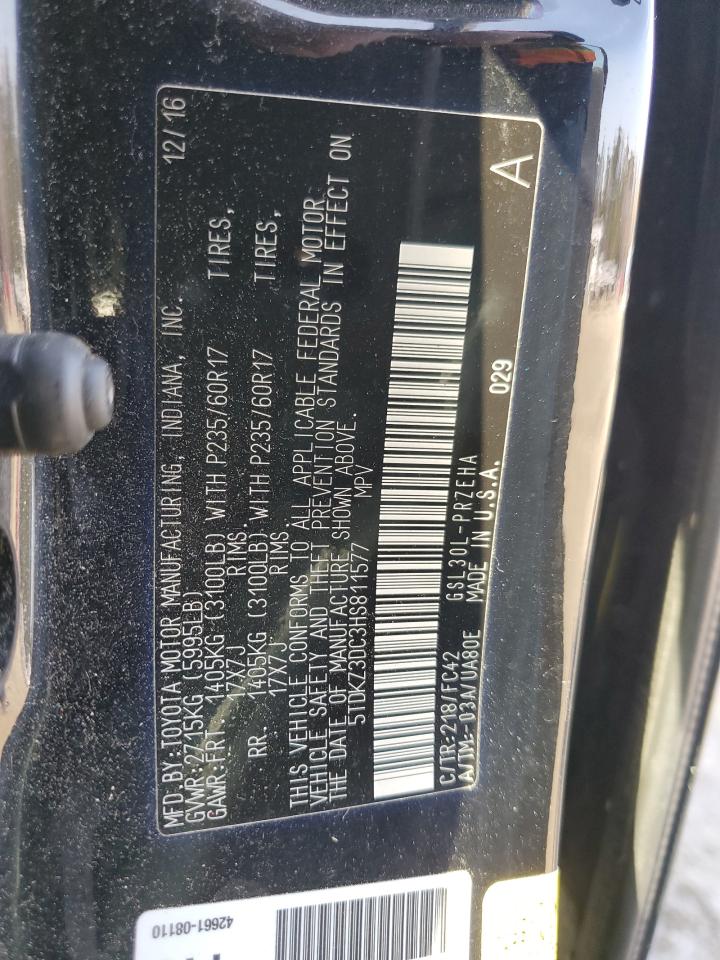 MFD.BY:TOYOTA MOTOR MANUFACTURING, INDIANA, INC. 12/16
GVWR:2715KG (5995LB)
GAWR:FRT. 1405KG (3100LB) WITH P235/60R17 TIRES,
17X7J RIMS.
RR. 1405KG (3100LB) WITH P235/60R17 TIRES,
17X7J RIMS.
THIS VEHICLE CONFORMS TO ALL APPLICABLE FEDERAL MOTOR
VEHICLE SAFETY AND THEFT PREVENTION STANDARDS IN EFFECT ON
THE DATE OF MANUFACTURE SHOWN ABOVE.
5TDKZ3DC3HS811577 MPV
C/TR:218/FC42 GSL30L-PRZEHA
A/TM:-03A/UA80E MADE IN U.S.A. 029 A
42661-08110